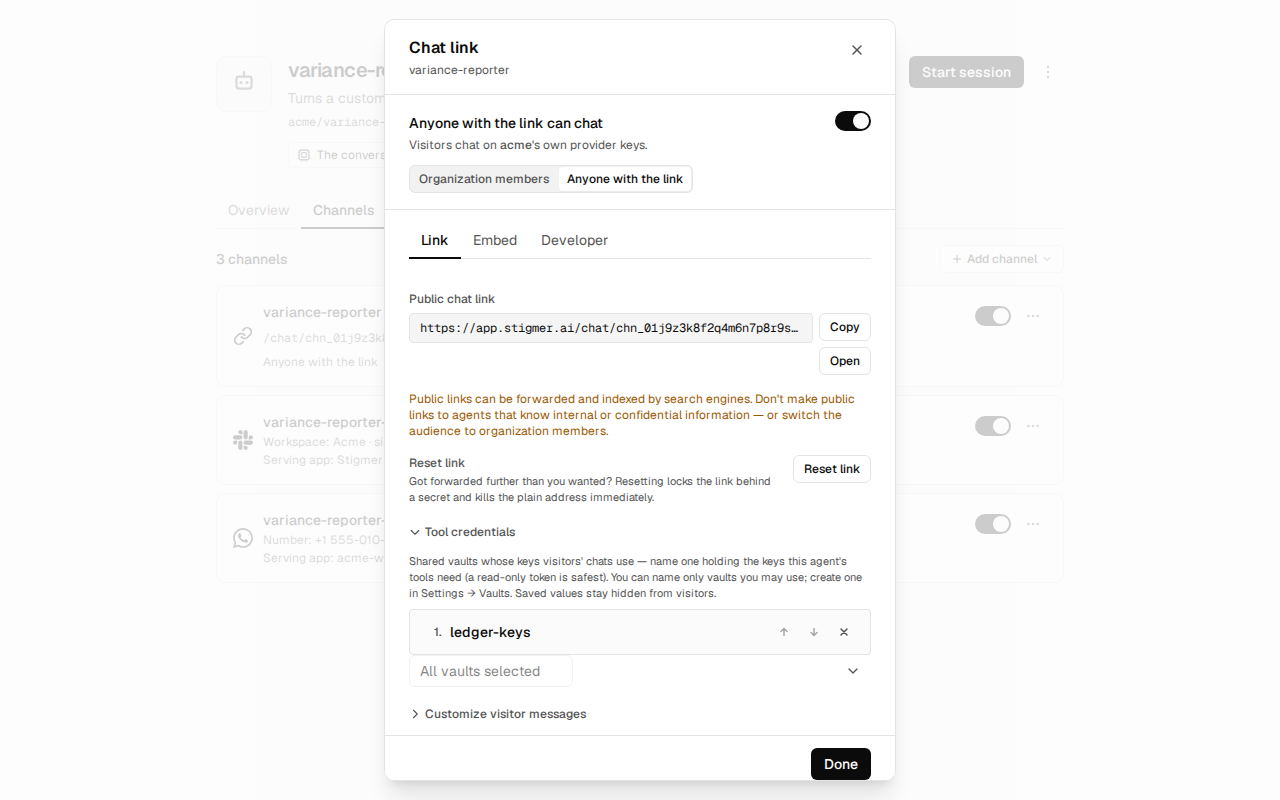 Chat link
variance-reporter
Anyone with the link can chat
Visitors chat on acme's own provider keys.
Organization members
Anyone with the link
Link
Embed
Developer
Public chat link
https://app.stigmer.ai/chat/chn_01j9z3k8f2q4m6n7p8r9s…
Copy
Open
Public links can be forwarded and indexed by search engines. Don't make public
links to agents that know internal or confidential information — or switch the
audience to organization members.
Reset link
Got forwarded further than you wanted? Resetting locks the link behind
a secret and kills the plain address immediately.
Reset link
Tool credentials
Shared vaults whose keys visitors' chats use — name one holding the keys this agent's
tools need (a read-only token is safest). You can name only vaults you may use; create one
in Settings → Vaults. Saved values stay hidden from visitors.
1. ledger-keys
All vaults selected
Customize visitor messages
Done
variance-r
Turns a custom
acme/variance-
The convers
Start session
Overview
Channels
3 channels
Add channel
variance-reporter
/chat/chn_01j9z3k
Anyone with the link
variance-reporter-
Workspace: Acme · si
Serving app: Stigmer
variance-reporter-
Number: +1 555-010-
Serving app: acme-w